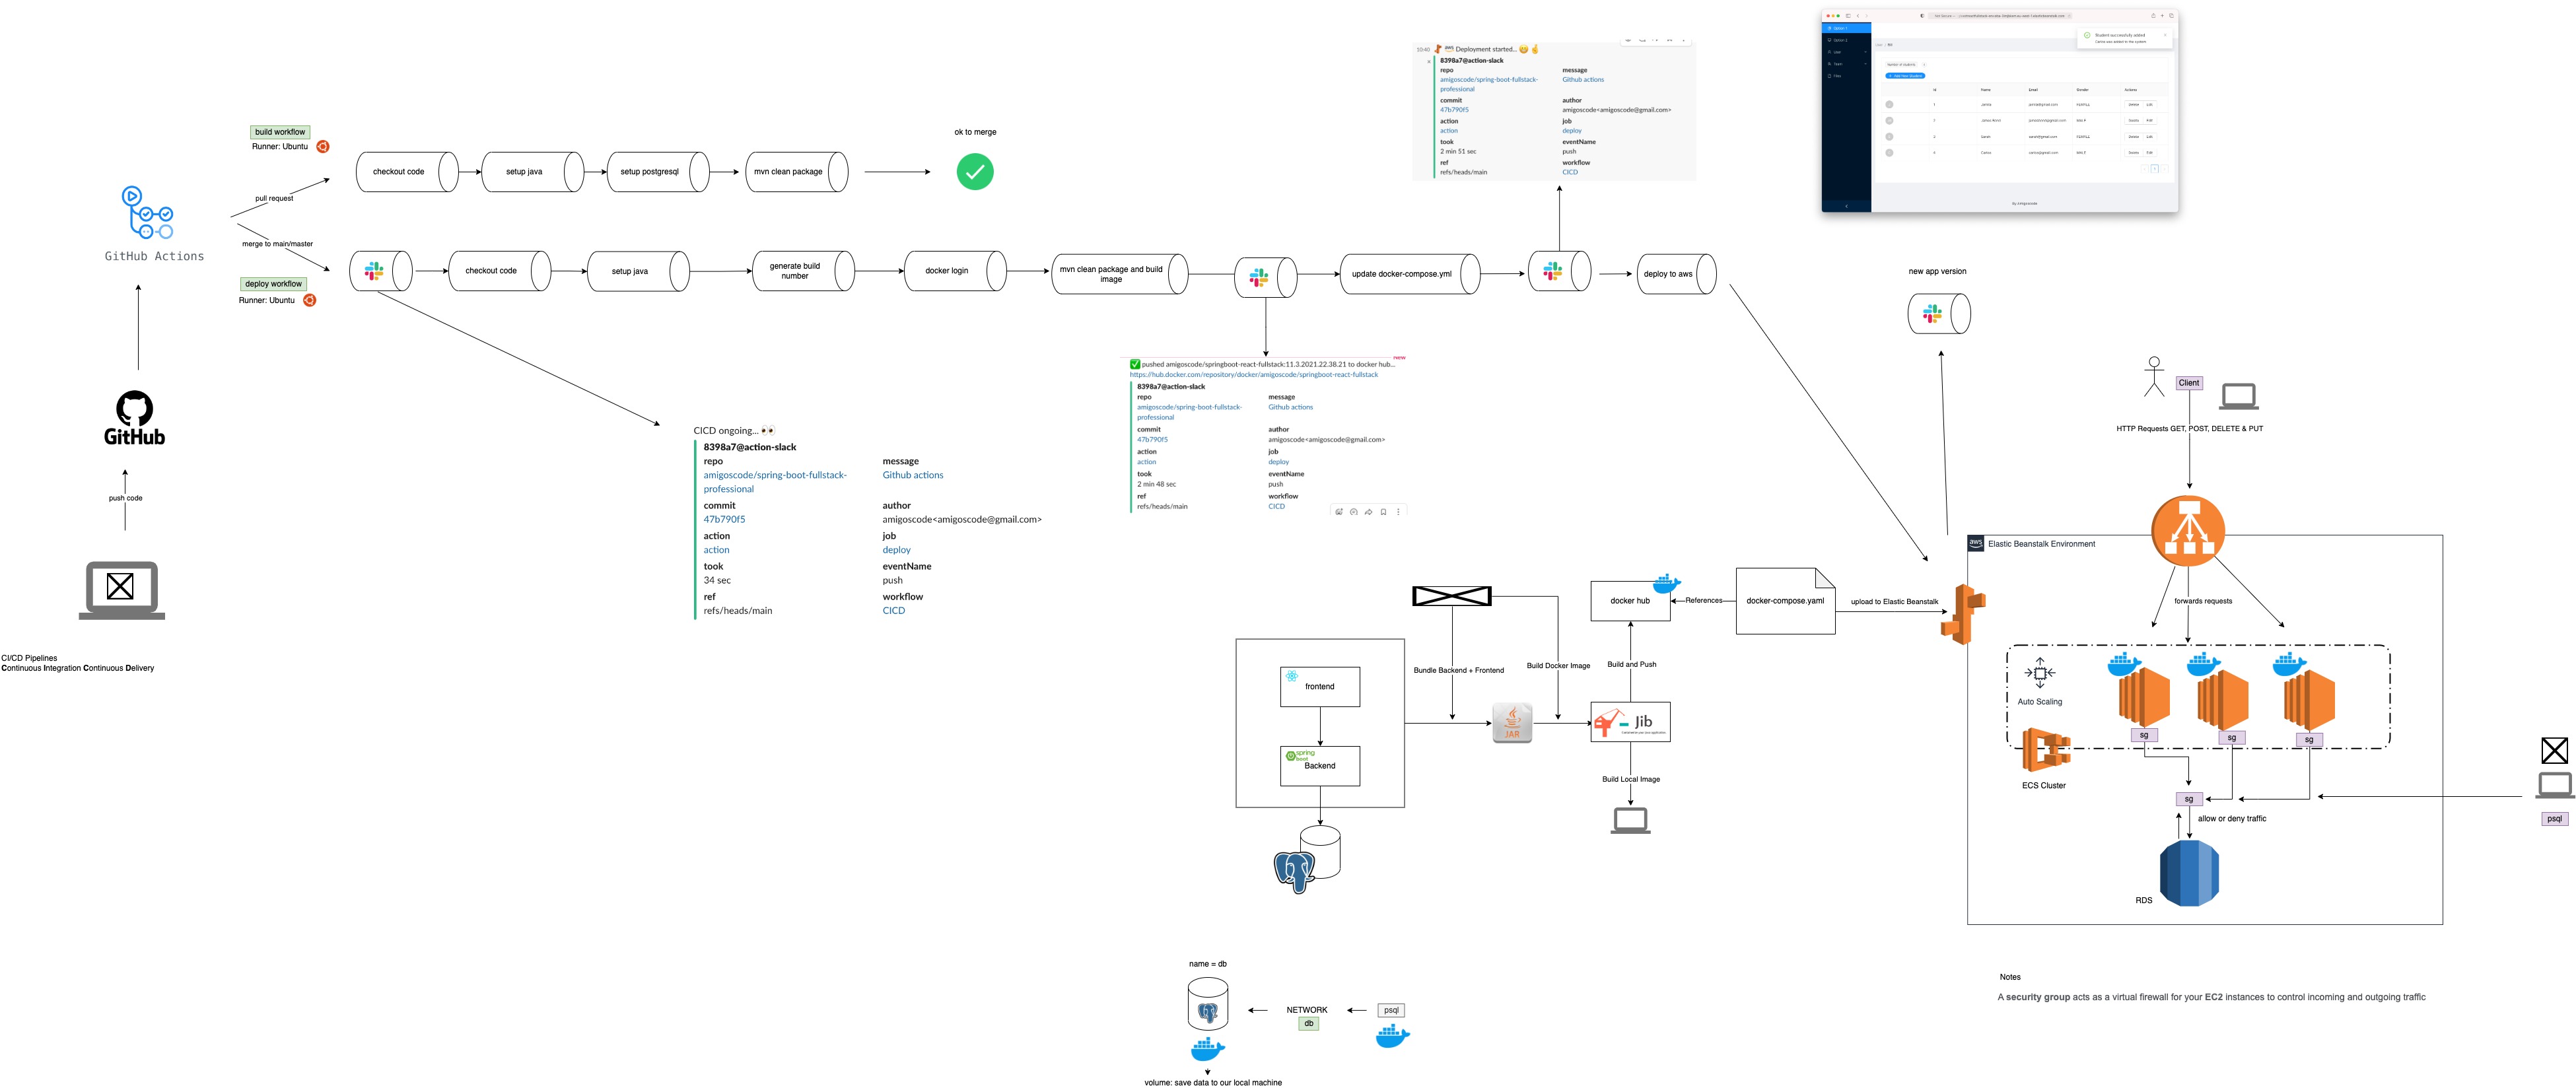 build workflow
Runner: Ubuntu
pull request
checkout code
setup java
setup postgresql
mvn clean package
ok to merge
GitHub Actions
merge to main/master
deploy workflow
Runner: Ubuntu
checkout code
setup java
generate build
number
docker login
mvn clean package and build
image
update docker-compose.yml
deploy to aws
10:40 aws Deployment started...
8398a7@action-slack
repo
amigoscode/spring-boot-fullstack-
professional
message
Github actions
commit
47b790f5
author
amigoscode<amigoscode@gmail.com>
action
action
job
deploy
took
2 min 51 sec
eventName
push
ref
refs/heads/main
workflow
CICD
Student successfully added
Carina was added to the system
new app version
GitHub
push code
CI/CD Pipelines
Continuous Integration Continuous Delivery
CICD ongoing...
8398a7@action-slack
repo
amigoscode/spring-boot-fullstack-
professional
message
Github actions
commit
47b790f5
author
amigoscode<amigoscode@gmail.com>
action
action
job
deploy
took
34 sec
eventName
push
ref
refs/heads/main
workflow
CICD
new
pushed amigoscode/springboot-react-fullstack:11.3.2021.22.38.21 to docker hub...
https://hub.docker.com/repository/docker/amigoscode/springboot-react-fullstack
8398a7@action-slack
repo
amigoscode/spring-boot-fullstack-
professional
message
Github actions
commit
47b790f5
author
amigoscode<amigoscode@gmail.com>
action
action
job
deploy
took
2 min 48 sec
eventName
push
ref
refs/heads/main
workflow
CICD
frontend
spring
boot
Backend
Bundle Backend + Frontend
JAR
Build Docker Image
Jib
Build and Push
Build Local Image
docker hub
References
docker-compose.yaml
upload to Elastic Beanstalk
Client
HTTP Requests GET, POST, DELETE & PUT
aws
Elastic Beanstalk Environment
forwards requests
Auto Scaling
ECS Cluster
sg
sg
sg
sg
allow or deny traffic
RDS
psql
name = db
NETWORK
db
psql
volume: save data to our local machine
Notes
A security group acts as a virtual firewall for your EC2 instances to control incoming and outgoing traffic